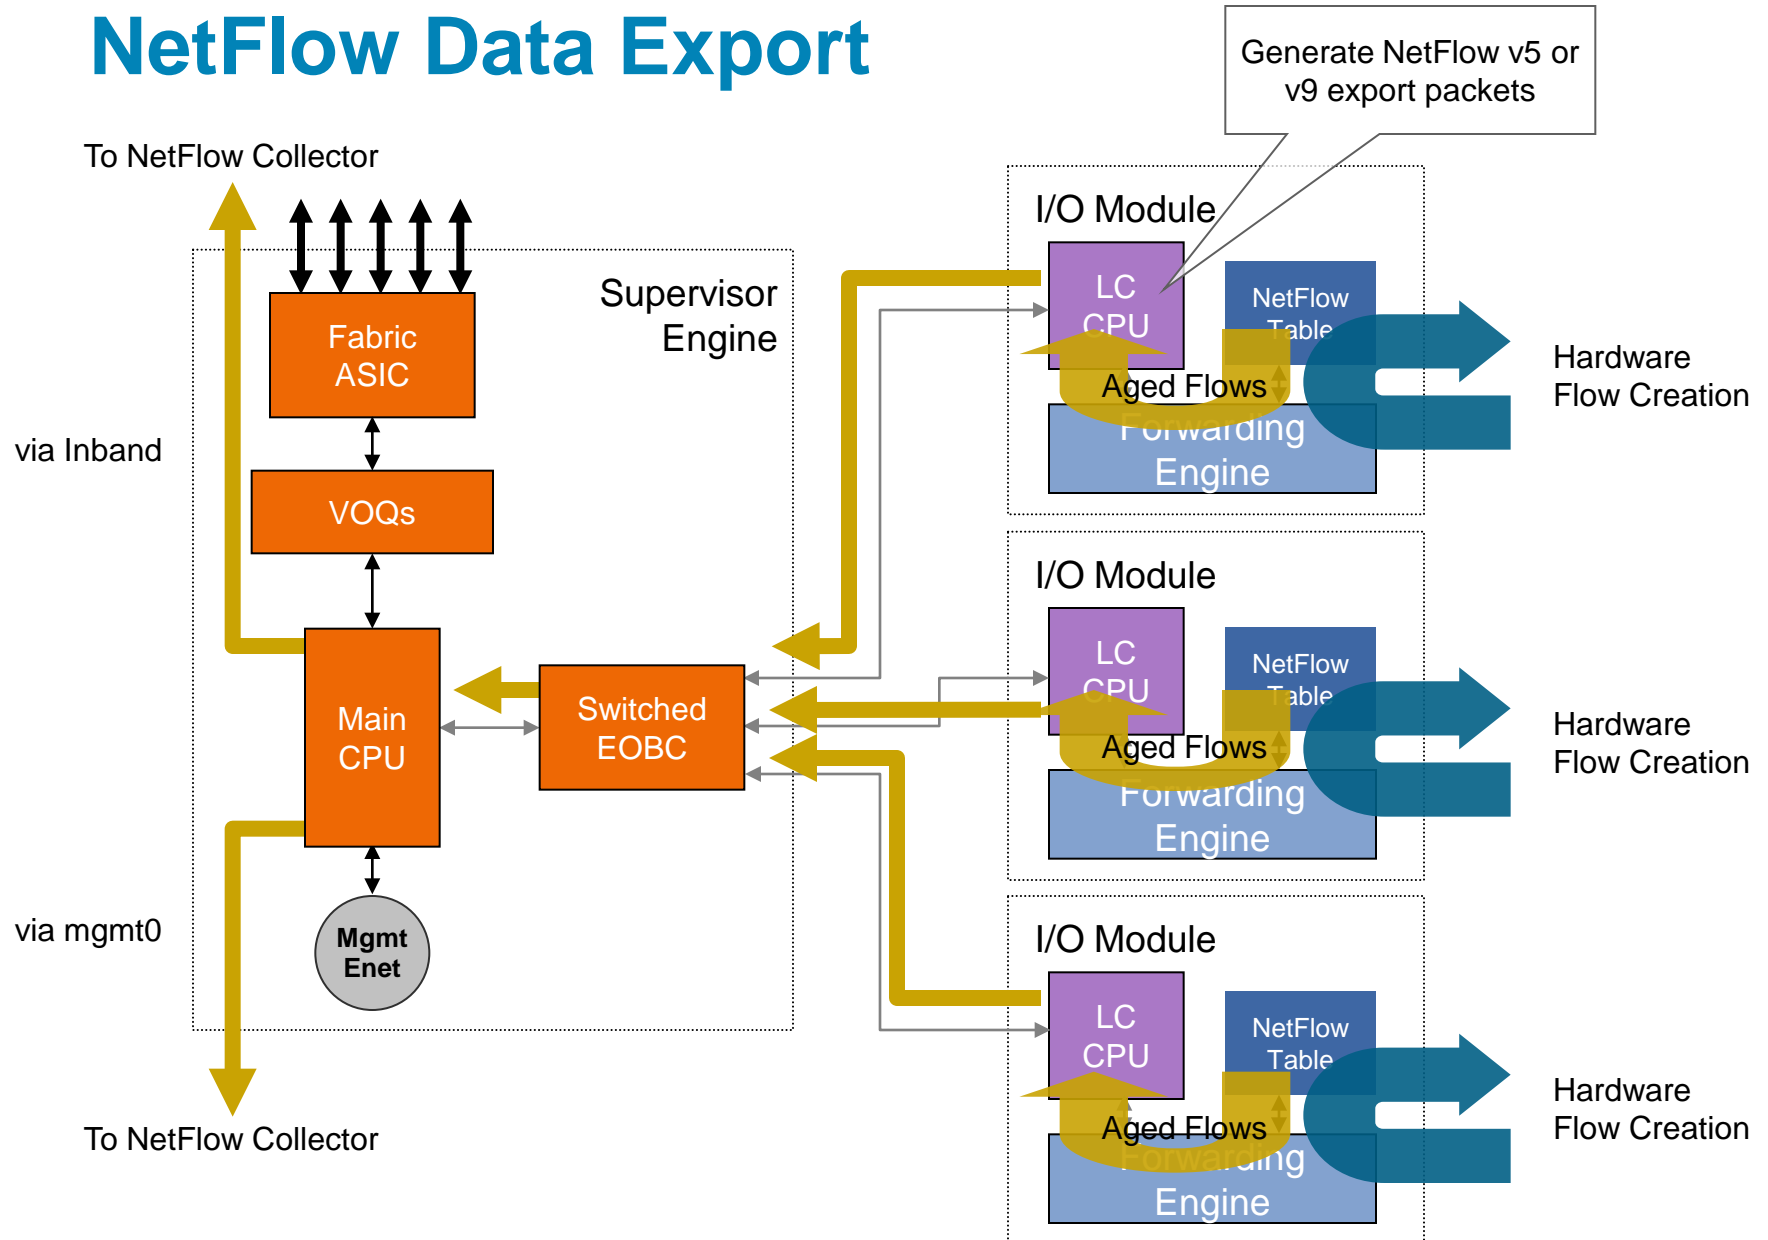 NetFlow Data Export
Generate NetFlow v5 or
v9 export packets
To NetFlow Collector
Supervisor
Engine
Fabric
ASIC
via Inband
VOQs
Main
CPU
Switched
EOBC
via mgmt0
Mgmt
Enet
To NetFlow Collector
I/O Module
LC
CPU
NetFlow
Table
Aged Flows
Forwarding
Engine
Hardware
Flow Creation
I/O Module
LC
CPU
NetFlow
Table
Aged Flows
Forwarding
Engine
Hardware
Flow Creation
I/O Module
LC
CPU
NetFlow
Table
Aged Flows
Forwarding
Engine
Hardware
Flow Creation